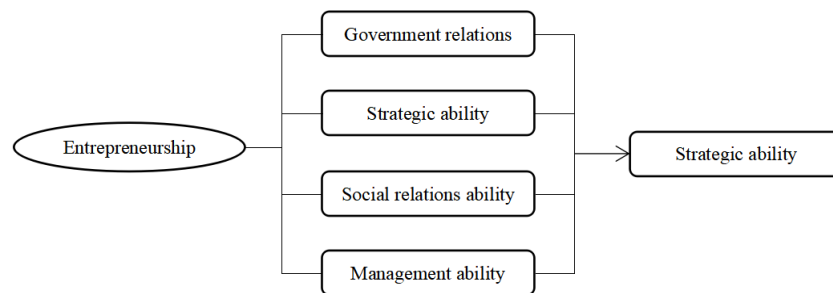 Government relations
Strategic ability
Entrepreneurship
Strategic ability
Social relations ability
Management ability